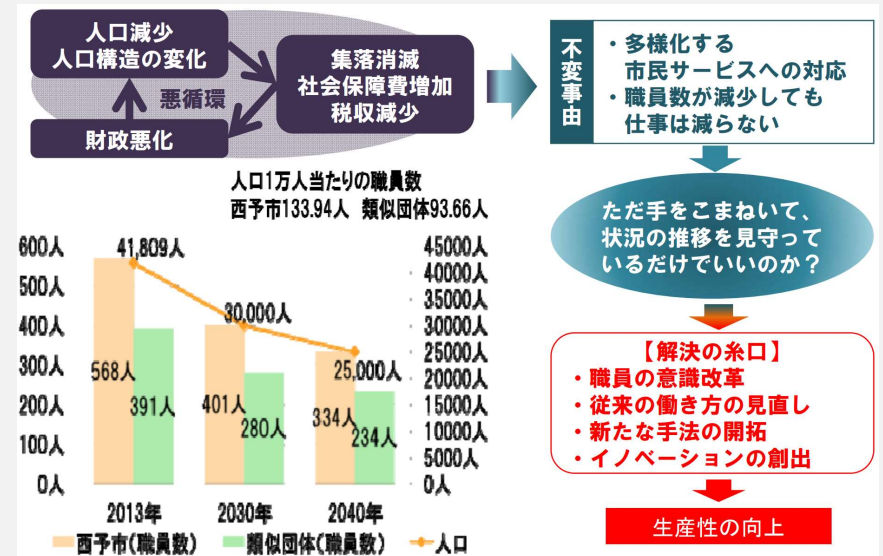 人口減少
人口構造の変化
悪循環
財政悪化
集落消滅
社会保障費増加
税収減少
不変事由
・多様化する
市民サービスへの対応
・職員数が減少しても
仕事は減らない
ただ手をこまねいて、
状況の推移を見守って
いるだけでいいのか？
【解決の糸口】
・職員の意識改革
・従来の働き方の見直し
・新たな手法の開拓
・イノベーションの創出
生産性の向上
人口1万人当たりの職員数
西予市133.94人 類似団体93.66人
600人
500人
400人
300人
200人
100人
0人
41,809人
30,000人
25,000人
568人
391人
401人
280人
334人
234人
45000人
40000人
35000人
30000人
25000人
20000人
15000人
10000人
5000人
0人
2013年 2030年 2040年
西予市(職員数) 類似団体(職員数) 人口